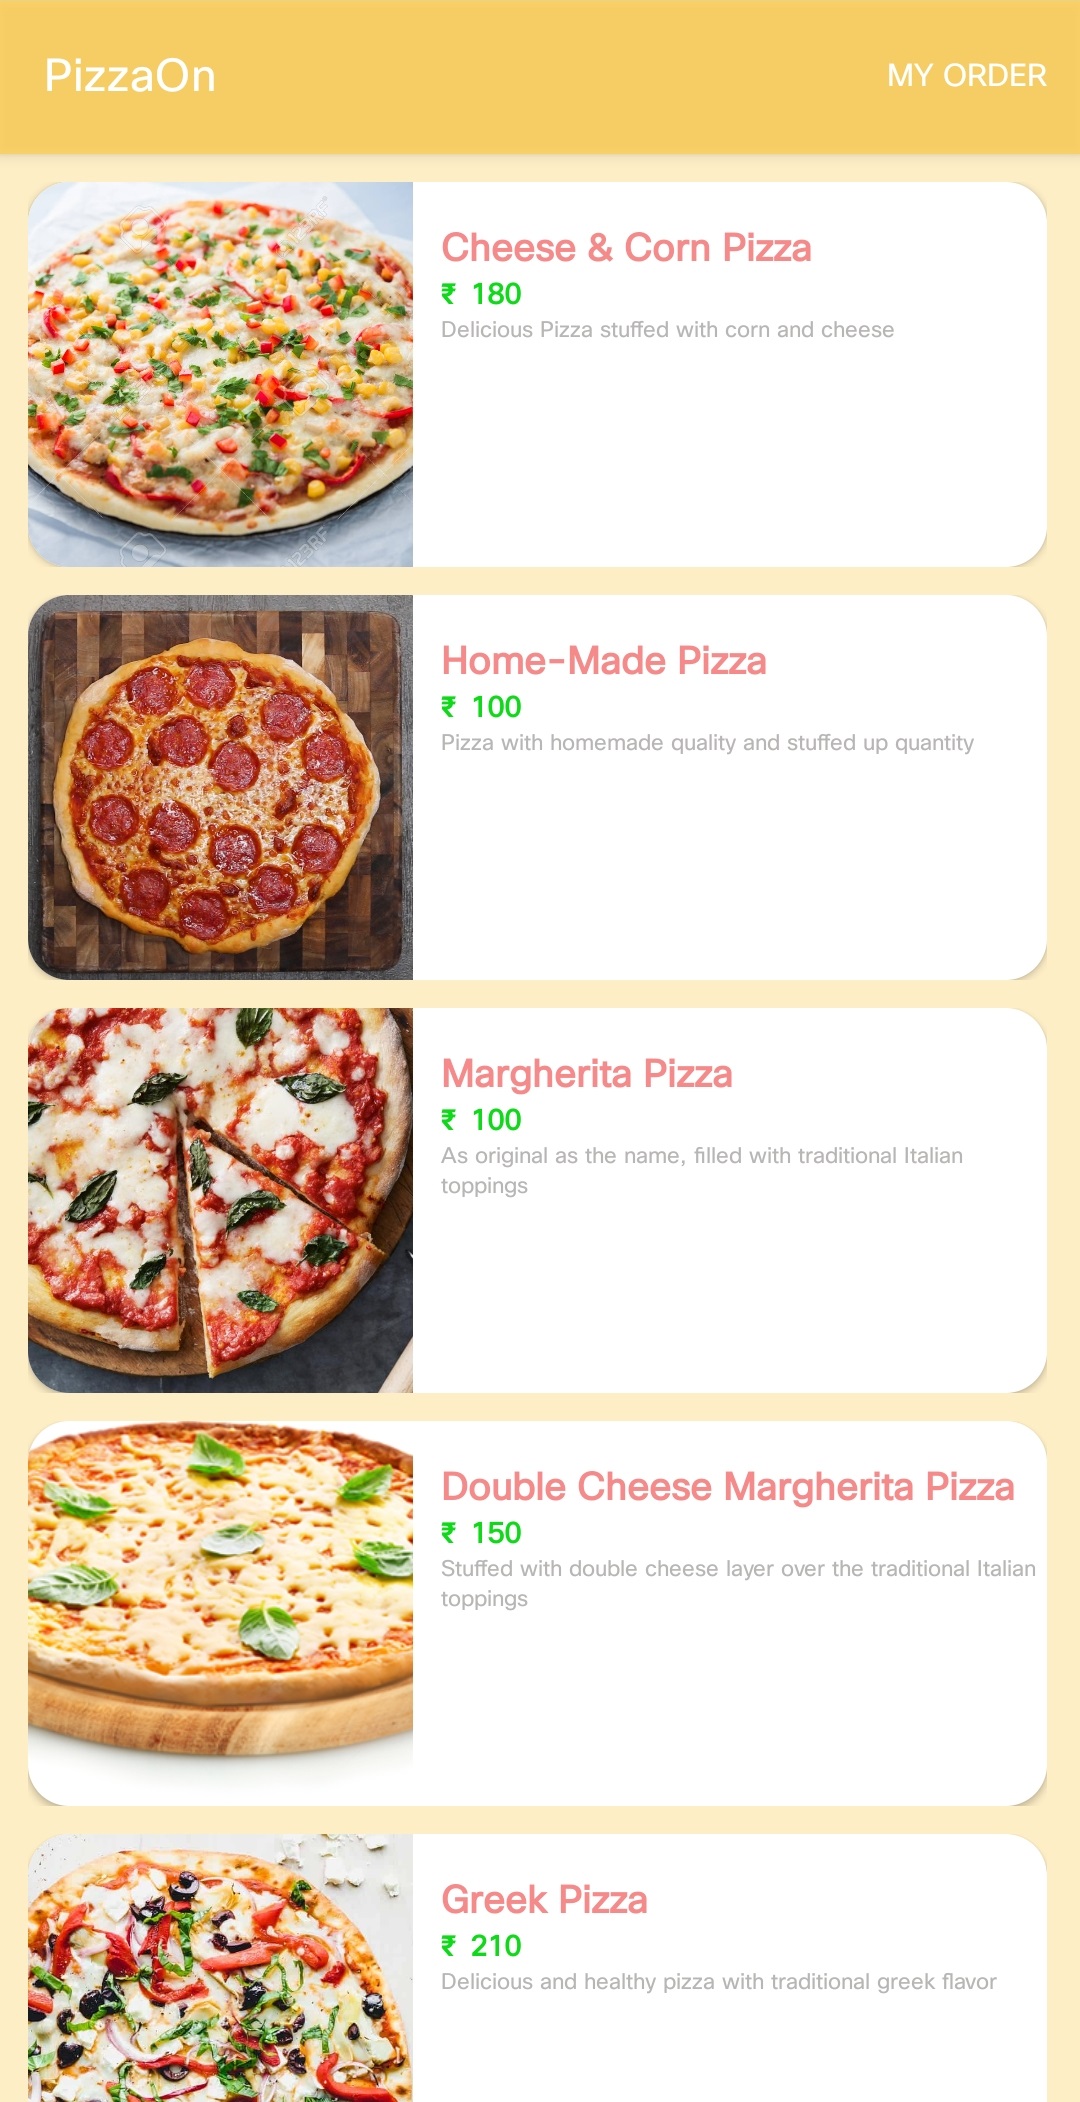 PizzaOn
MY ORDER
Cheese & Corn Pizza
₹ 180
Delicious Pizza stuffed with corn and cheese
123RF
123RF
Home-Made Pizza
₹ 100
Pizza with homemade quality and stuffed up quantity
Margherita Pizza
₹ 100
As original as the name, filled with traditional Italian
toppings
Double Cheese Margherita Pizza
₹ 150
Stuffed with double cheese layer over the traditional Italian
toppings
Greek Pizza
₹ 210
Delicious and healthy pizza with traditional greek flavor